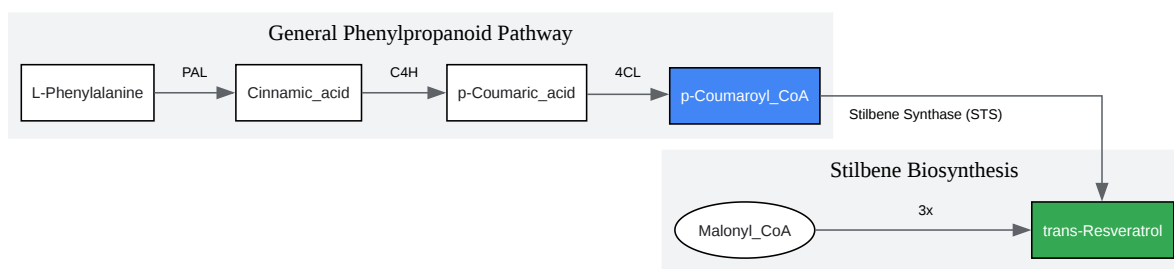 General Phenylpropanoid Pathway
L-Phenylalanine
PAL
Cinnamic_acid
C4H
p-Coumaric_acid
4CL
p-Coumaroyl_CoA
Stilbene Synthase (STS)
Stilbene Biosynthesis
Malonyl_CoA
3x
trans-Resveratrol